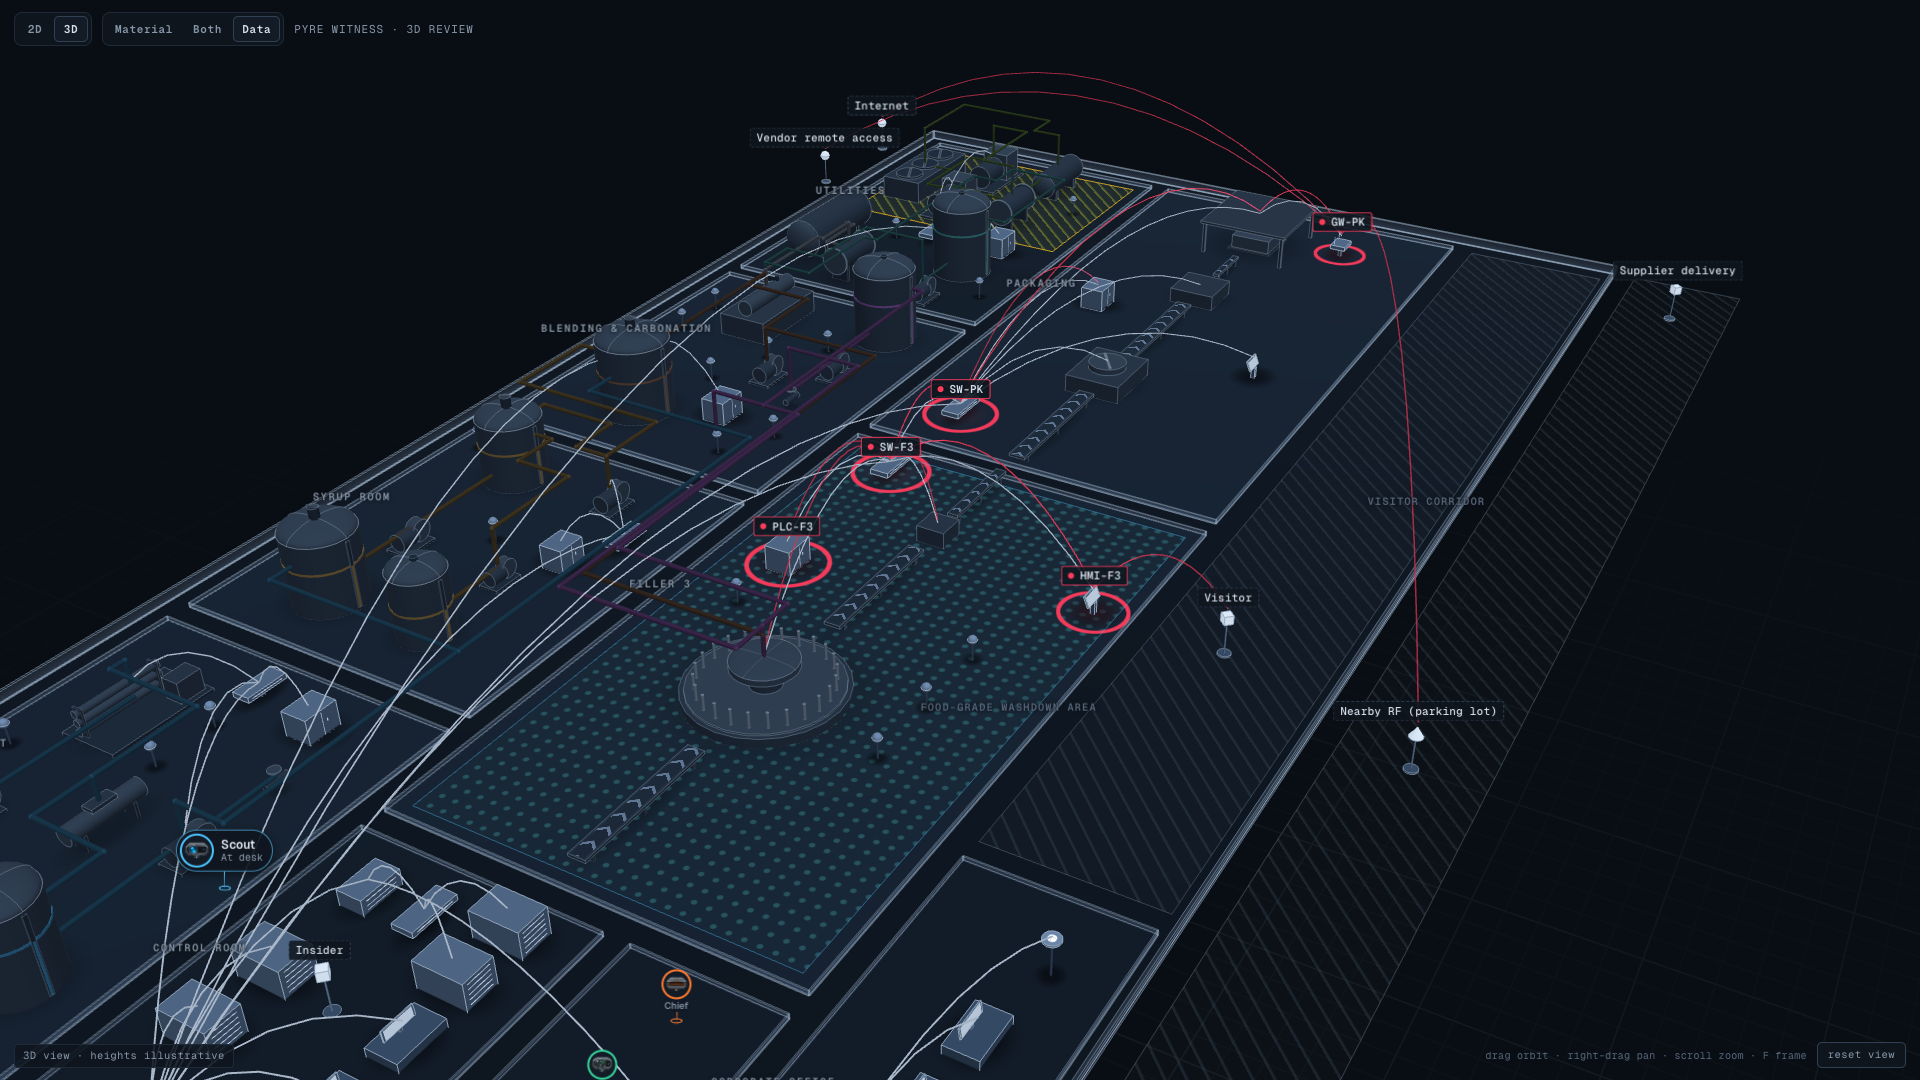 2D 3D Material Both Data PYRE WITNESS · 3D REVIEW
Internet
Vendor remote access
UTILITIES
GW-PK
Supplier delivery
PACKAGING
BLENDING & CARBONATION
SW-PK
SW-F3
SYRUP ROOM
VISITOR CORRIDOR
PLC-F3
HMI-F3
FILLER 3
Visitor
FOOD-GRADE WASHDOWN AREA
Nearby RF (parking lot)
Scout
At desk
CONTROL ROOM
Insider
Chief
3D view · heights illustrative
drag orbit · right-drag pan · scroll zoom · F frame
reset view